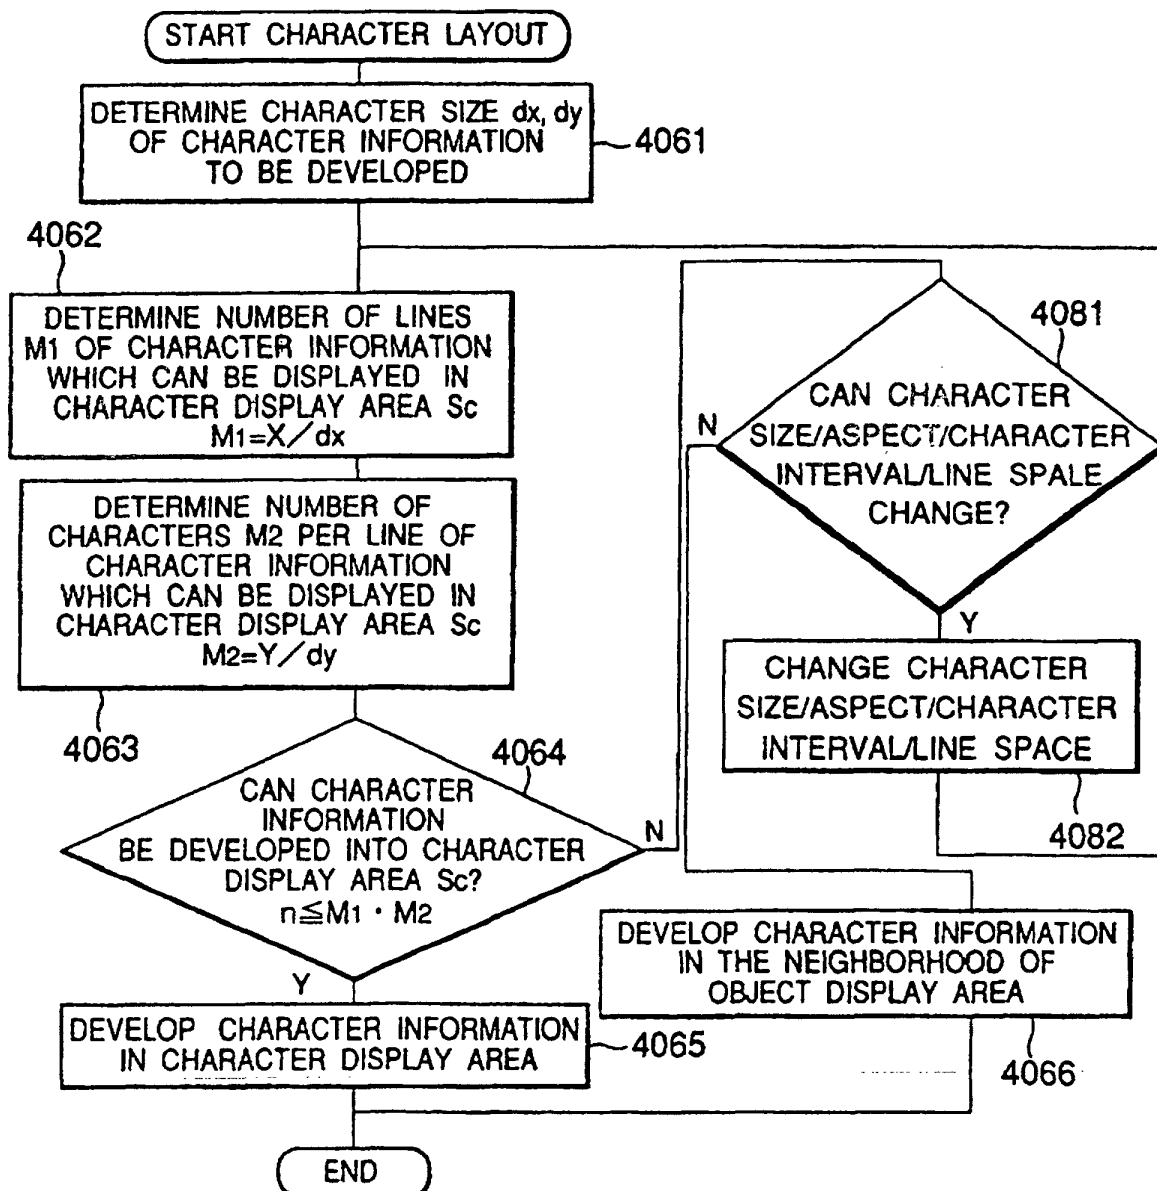 START CHARACTER LAYOUT
DETERMINE CHARACTER SIZE dx, dy
OF CHARACTER INFORMATION
TO BE DEVELOPED
4061
4062
DETERMINE NUMBER OF LINES
M1 OF CHARACTER INFORMATION
WHICH CAN BE DISPLAYED IN
CHARACTER DISPLAY AREA Sc
M1=X/dx
DETERMINE NUMBER OF
CHARACTERS M2 PER LINE OF
CHARACTER INFORMATION
WHICH CAN BE DISPLAYED IN
CHARACTER DISPLAY AREA Sc
M2=Y/dy
4063
4064
CAN CHARACTER
INFORMATION
BE DEVELOPED INTO CHARACTER
DISPLAY AREA Sc?
n≦M1・M2
N
Y
DEVELOP CHARACTER INFORMATION
IN CHARACTER DISPLAY AREA
4065
4081
CAN CHARACTER
SIZE/ASPECT/CHARACTER
INTERVAL/LINE SPALE
CHANGE?
N
Y
CHANGE CHARACTER
SIZE/ASPECT/CHARACTER
INTERVAL/LINE SPACE
4082
DEVELOP CHARACTER INFORMATION
IN THE NEIGHBORHOOD OF
OBJECT DISPLAY AREA
4066
END